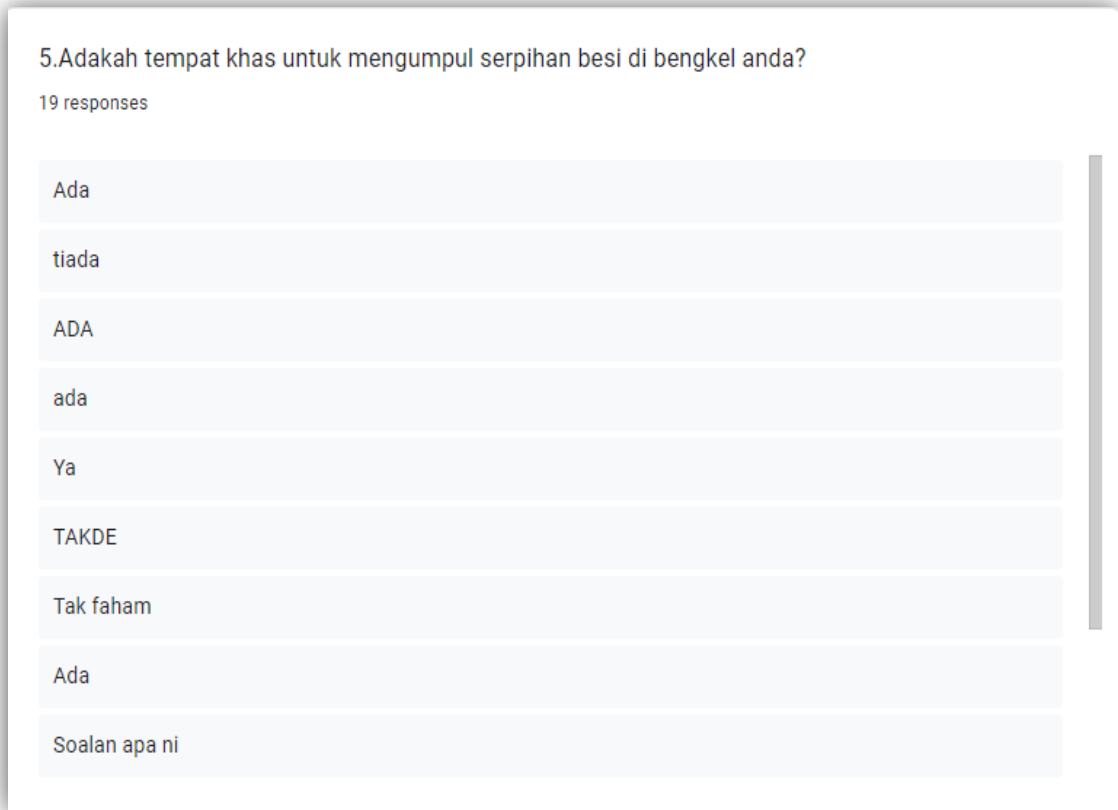 5.Adakah tempat khas untuk mengumpul serpihan besi di bengkel anda?
19 responses
Ada
tiada
ADA
ada
Ya
TAKDE
Tak faham
Ada
Soalan apa ni